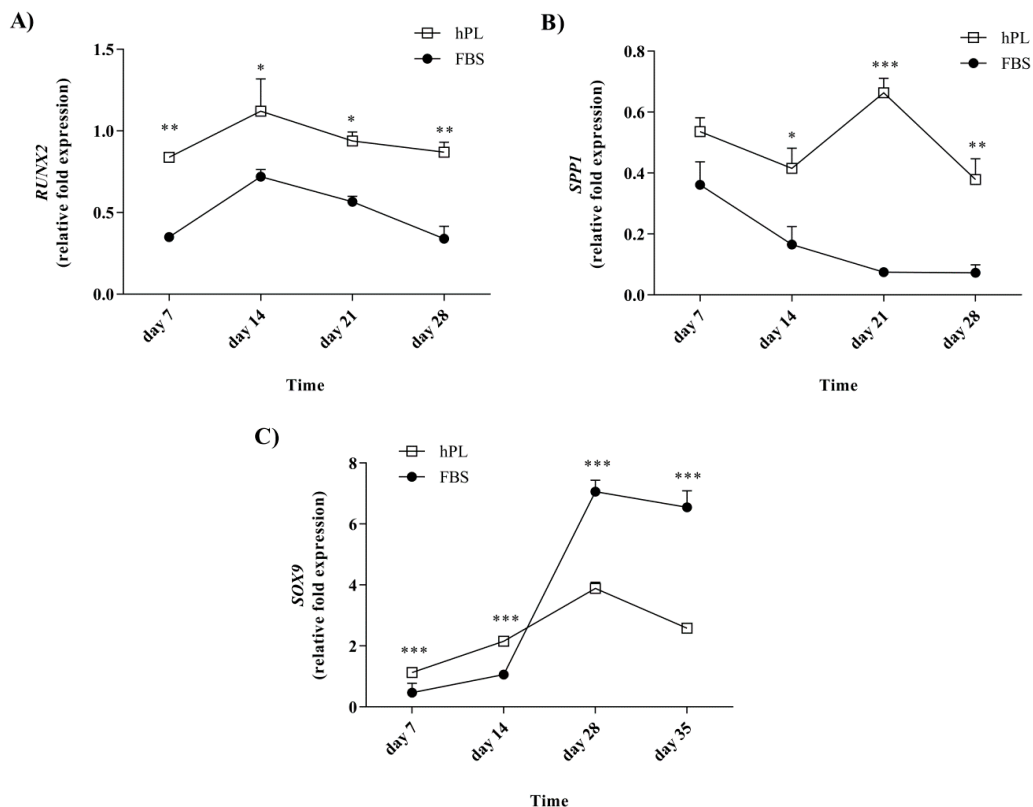 A)
hPL
FBS
RUNX2
(relative fold expression)
1.5
1.0
0.5
0.0
**
*
*
**
day 7
day 14
day 21
day 28
Time
B)
hPL
FBS
SPP1
(relative fold expression)
0.8
0.6
0.4
0.2
0.0
*
***
**
day 7
day 14
day 21
day 28
Time
C)
hPL
FBS
SOX9
(relative fold expression)
8
6
4
2
0
***
***
***
***
day 7
day 14
day 28
day 35
Time